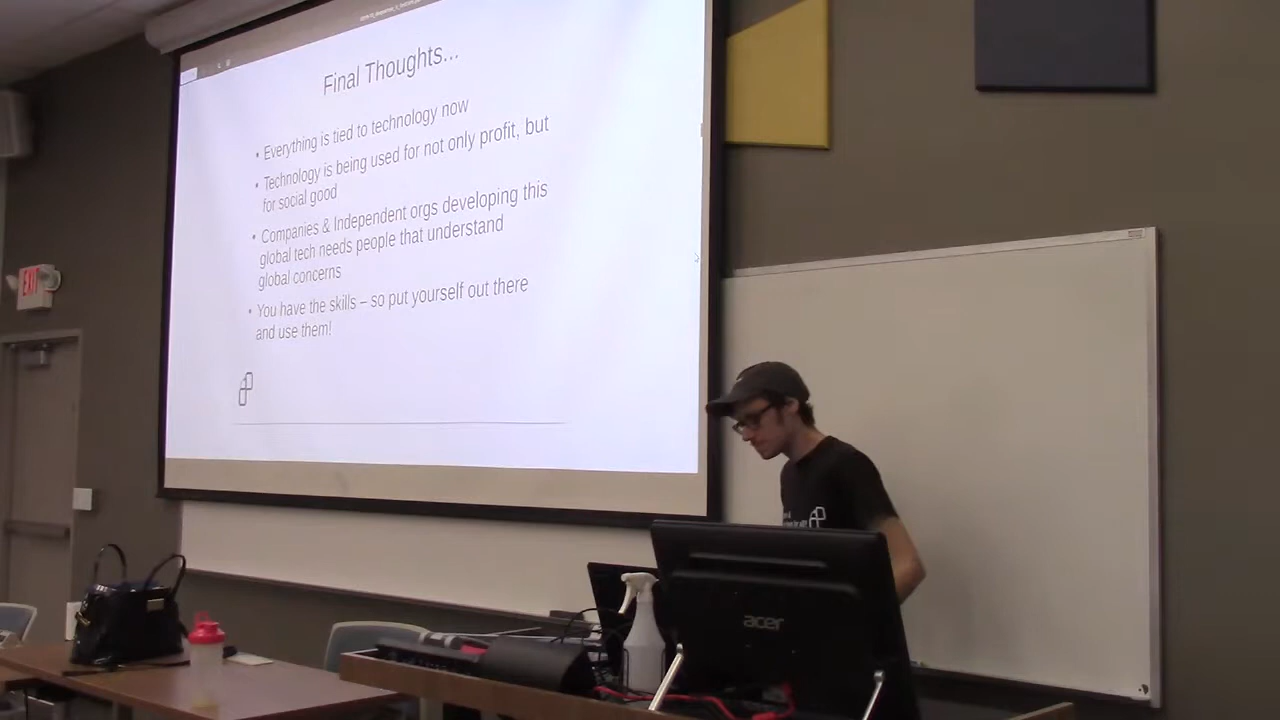 Final Thoughts...
• Everything is tied to technology now
• Technology is being used for not only profit, but
for social good
• Companies & Independent orgs developing this
global tech needs people that understand
global concerns
• You have the skills – so put yourself out there
and use them!
EXIT
acer